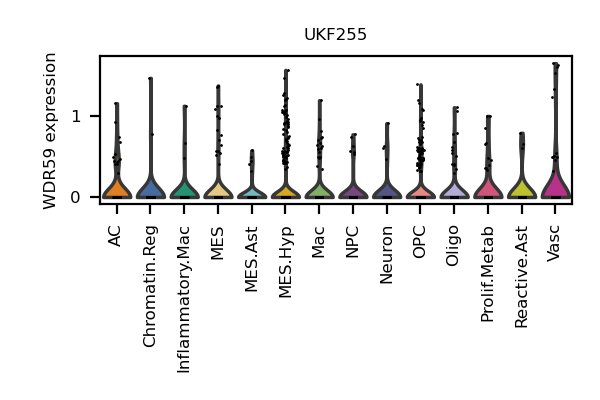 UKF255
WDR59 expression
1
0
AC
Chromatin.Reg
Inflammatory.Mac
MES
MES.Ast
MES.Hyp
Mac
NPC
Neuron
OPC
Oligo
Prolif.Metab
Reactive.Ast
Vasc